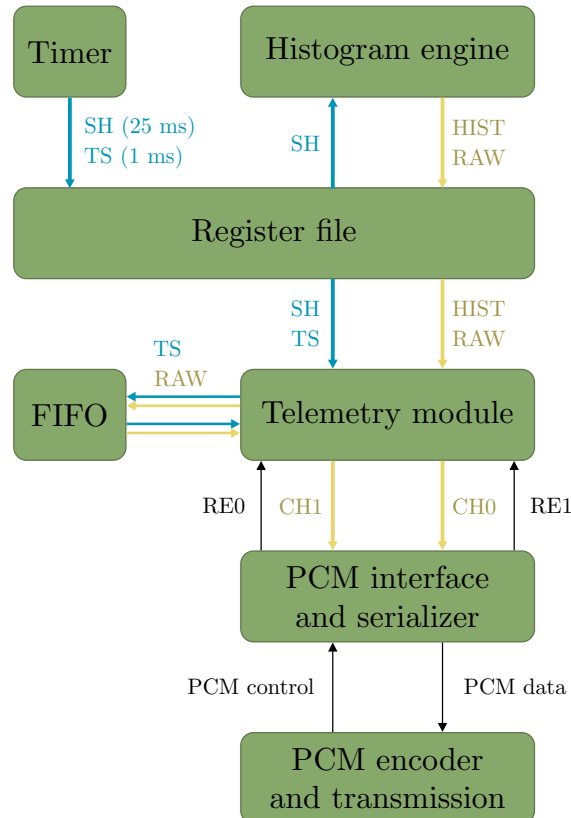 Timer
Histogram engine
SH (25 ms)
TS (1 ms)
SH
HIST
RAW
Register file
SH
TS
HIST
RAW
TS
RAW
FIFO
Telemetry module
RE0
CH1
CH0
RE1
PCM interface
and serializer
PCM control
PCM data
PCM encoder
and transmission